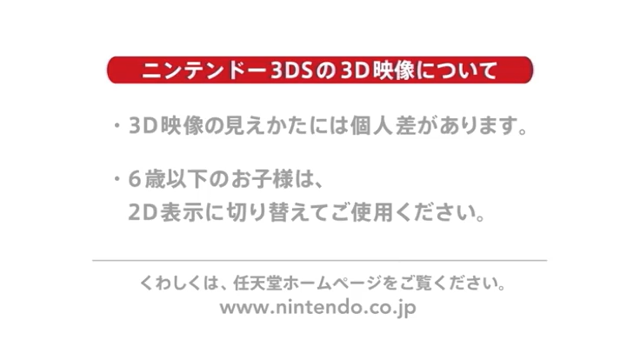 ニンテンドー3DSの3D映像について
・3D映像の見えかたには個人差があります。
・6歳以下のお子様は、
2D表示に切り替えてご使用ください。
くわしくは、任天堂ホームページをご覧ください。
www.nintendo.co.jp